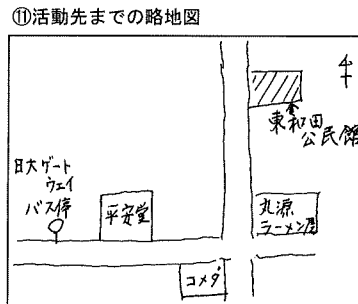 ⑪活動先までの略地図
東和田
公民館
日大ゲート
ウェイ
バス停
平安堂
丸源
ラーメン屋
コメダ